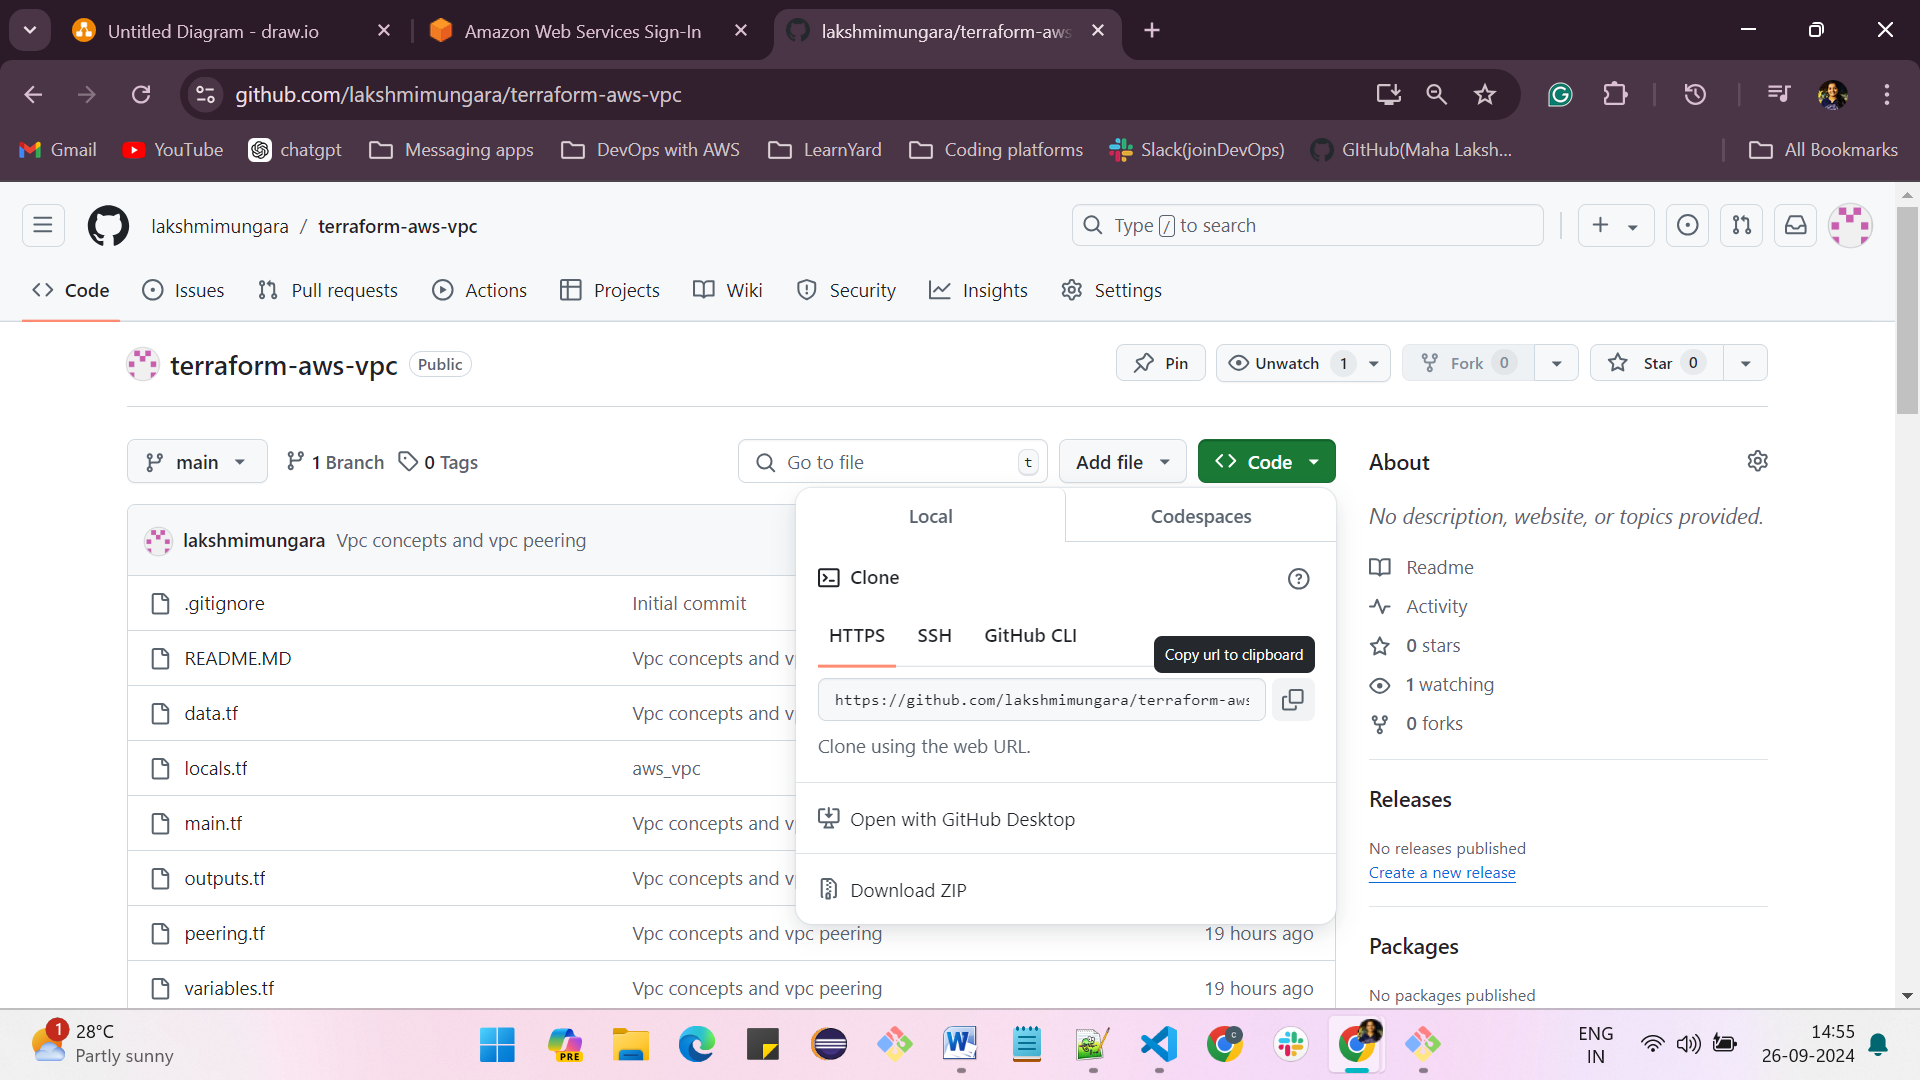 Untitled Diagram - draw.io
Amazon Web Services Sign-In
lakshmimungara/terraform-aws
github.com/lakshmimungara/terraform-aws-vpc
Gmail
YouTube
chatgpt
Messaging apps
DevOps with AWS
LearnYard
Coding platforms
Slack(joinDevOps)
GItHub(Maha Laksh...
All Bookmarks
lakshmimungara / terraform-aws-vpc
Type / to search
Code
Issues
Pull requests
Actions
Projects
Wiki
Security
Insights
Settings
terraform-aws-vpc Public
Pin
Unwatch 1
Fork 0
Star 0
main
1 Branch
0 Tags
Go to file t
Add file
Code
About
Local
Codespaces
No description, website, or topics provided.
lakshmimungara Vpc concepts and vpc peering
Clone
Readme
.gitignore Initial commit
Activity
HTTPS
SSH
GitHub CLI
Copy url to clipboard
0 stars
README.MD Vpc concepts and v
1 watching
https://github.com/lakshmimungara/terraform-aws
data.tf Vpc concepts and v
0 forks
Clone using the web URL.
locals.tf aws_vpc
Releases
main.tf Vpc concepts and v
Open with GitHub Desktop
No releases published
Create a new release
outputs.tf Vpc concepts and v
Download ZIP
peering.tf Vpc concepts and vpc peering 19 hours ago
Packages
variables.tf Vpc concepts and vpc peering 19 hours ago
No packages published
1
28°C
Partly sunny
PRE
W
C
ENG
IN
14:55
26-09-2024